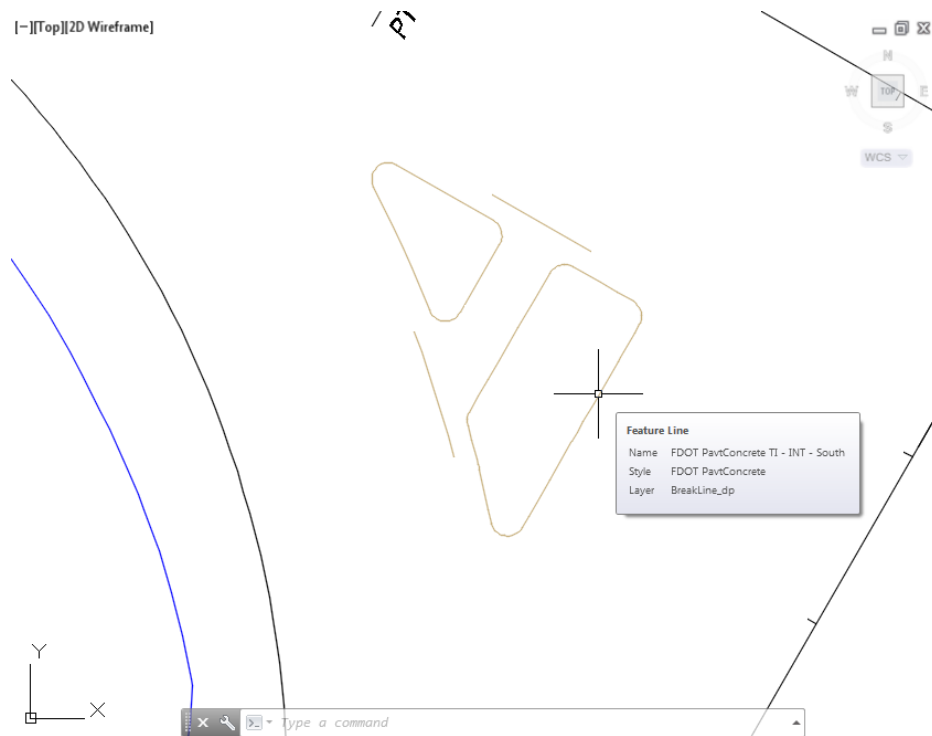 [−][Top][2D Wireframe]
N
W
TOP
E
S
WCS
Feature Line
Name FDOT PavtConcrete TI - INT - South
Style FDOT PavtConcrete
Layer BreakLine_dp
Y
X
Type a command